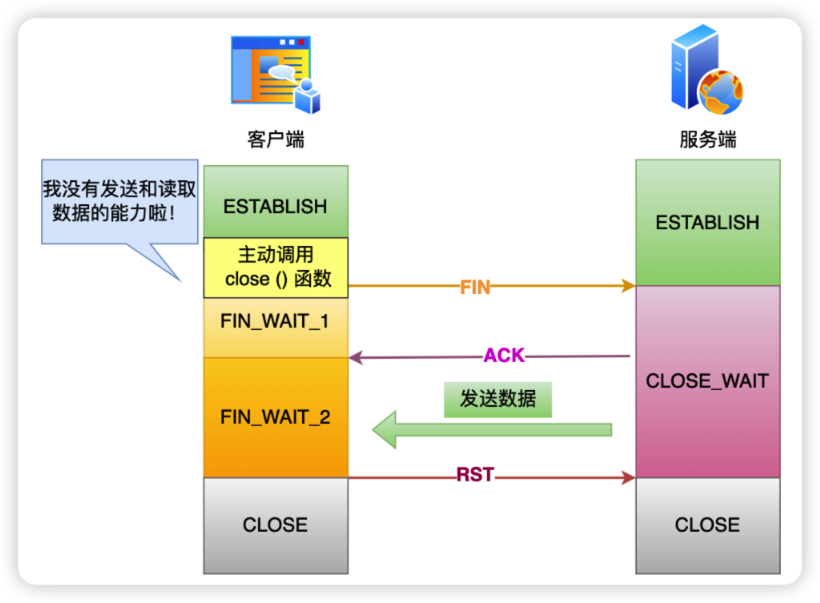 客户端
服务端
我没有发送和读取
数据的能力啦！
ESTABLISH
ESTABLISH
主动调用
close () 函数
FIN
FIN_WAIT_1
ACK
CLOSE_WAIT
发送数据
FIN_WAIT_2
RST
CLOSE
CLOSE